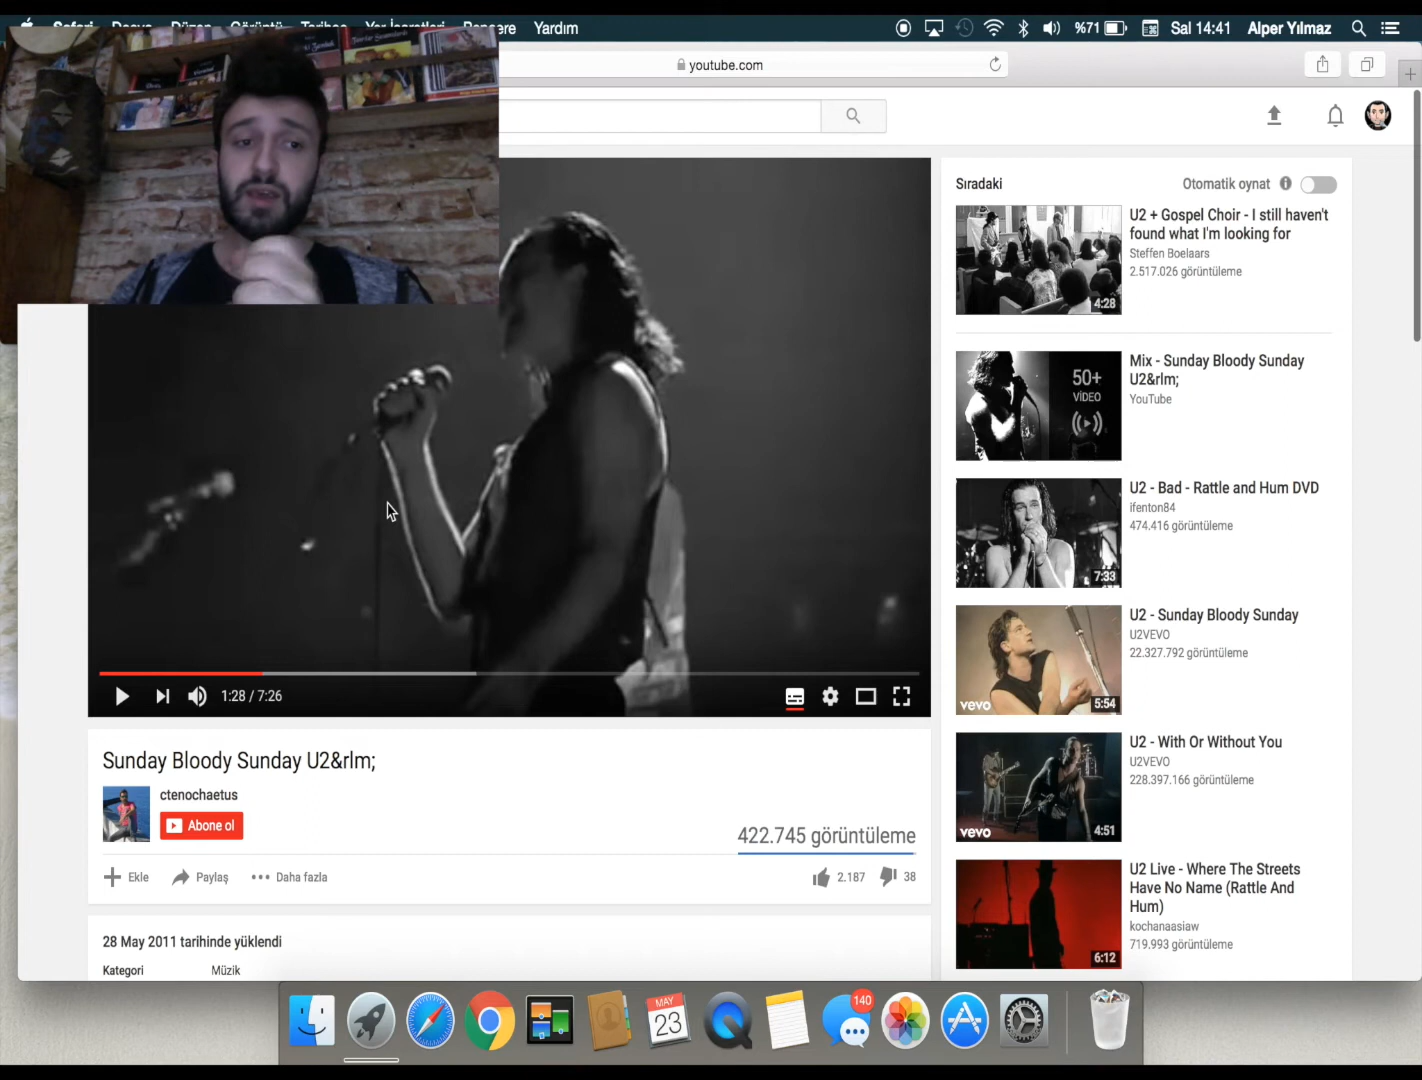 Yardım
%71
Sal 14:41
Alper Yılmaz
youtube.com
Sunday Bloody Sunday U2&rlm;
1:28 / 7:26
ctenochaetus
Abone ol
422.745 görüntüleme
Ekle
Paylaş
Daha fazla
2.187
38
28 May 2011 tarihinde yüklendi
Kategori
Müzik
Sıradaki
Otomatik oynat
U2 + Gospel Choir - I still haven't
found what I'm looking for
Steffen Boelaars
2.517.026 görüntüleme
4:28
Mix - Sunday Bloody Sunday
U2&rlm;
YouTube
50+
VİDEO
U2 - Bad - Rattle and Hum DVD
ifenton84
474.416 görüntüleme
7:33
U2 - Sunday Bloody Sunday
U2VEVO
22.327.792 görüntüleme
vevo
5:54
U2 - With Or Without You
U2VEVO
228.397.166 görüntüleme
vevo
4:51
U2 Live - Where The Streets
Have No Name (Rattle And
Hum)
kochanaasiaw
719.993 görüntüleme
6:12
MAY
23
140